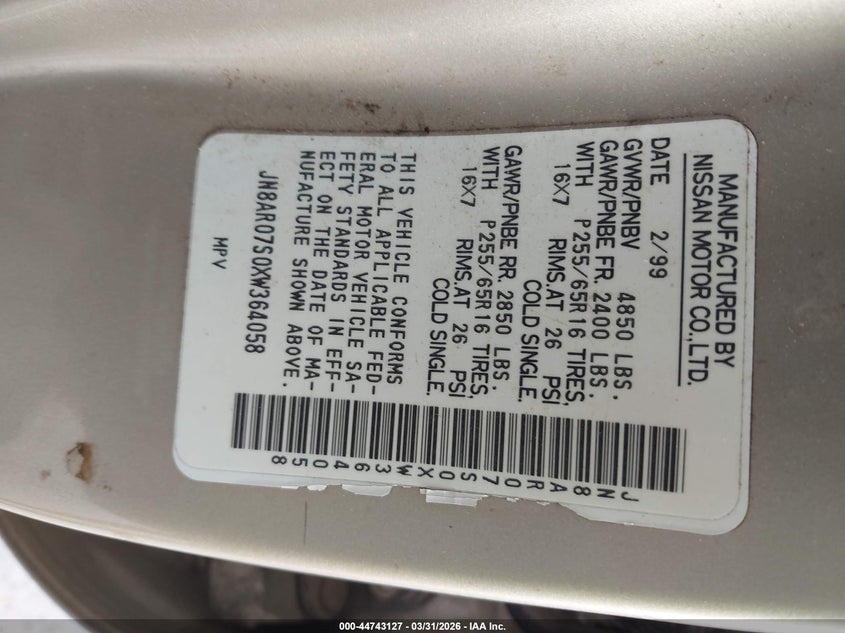 MANUFACTURED BY
NISSAN MOTOR CO.,LTD.
DATE 2/99
GVWR/PNBV 4850 LBS.
GAWR/PNBE FR. 2400 LBS.
WITH P255/65R16 TIRES,
16X7 RIMS.AT 26 PSI
COLD SINGLE.
GAWR/PNBE RR. 2850 LBS.
WITH P255/65R16 TIRES,
16X7 RIMS.AT 26 PSI
COLD SINGLE.
THIS VEHICLE CONFORMS
TO ALL APPLICABLE FED-
ERAL MOTOR VEHICLE SA-
FETY STANDARDS IN EFF-
ECT ON THE DATE OF MA-
NUFACTURE SHOWN ABOVE.
JN8AR07S0XW364058
MPV
JN8AR07S0XW364058
000-44743127 - 03/31/2026 - IAA Inc.